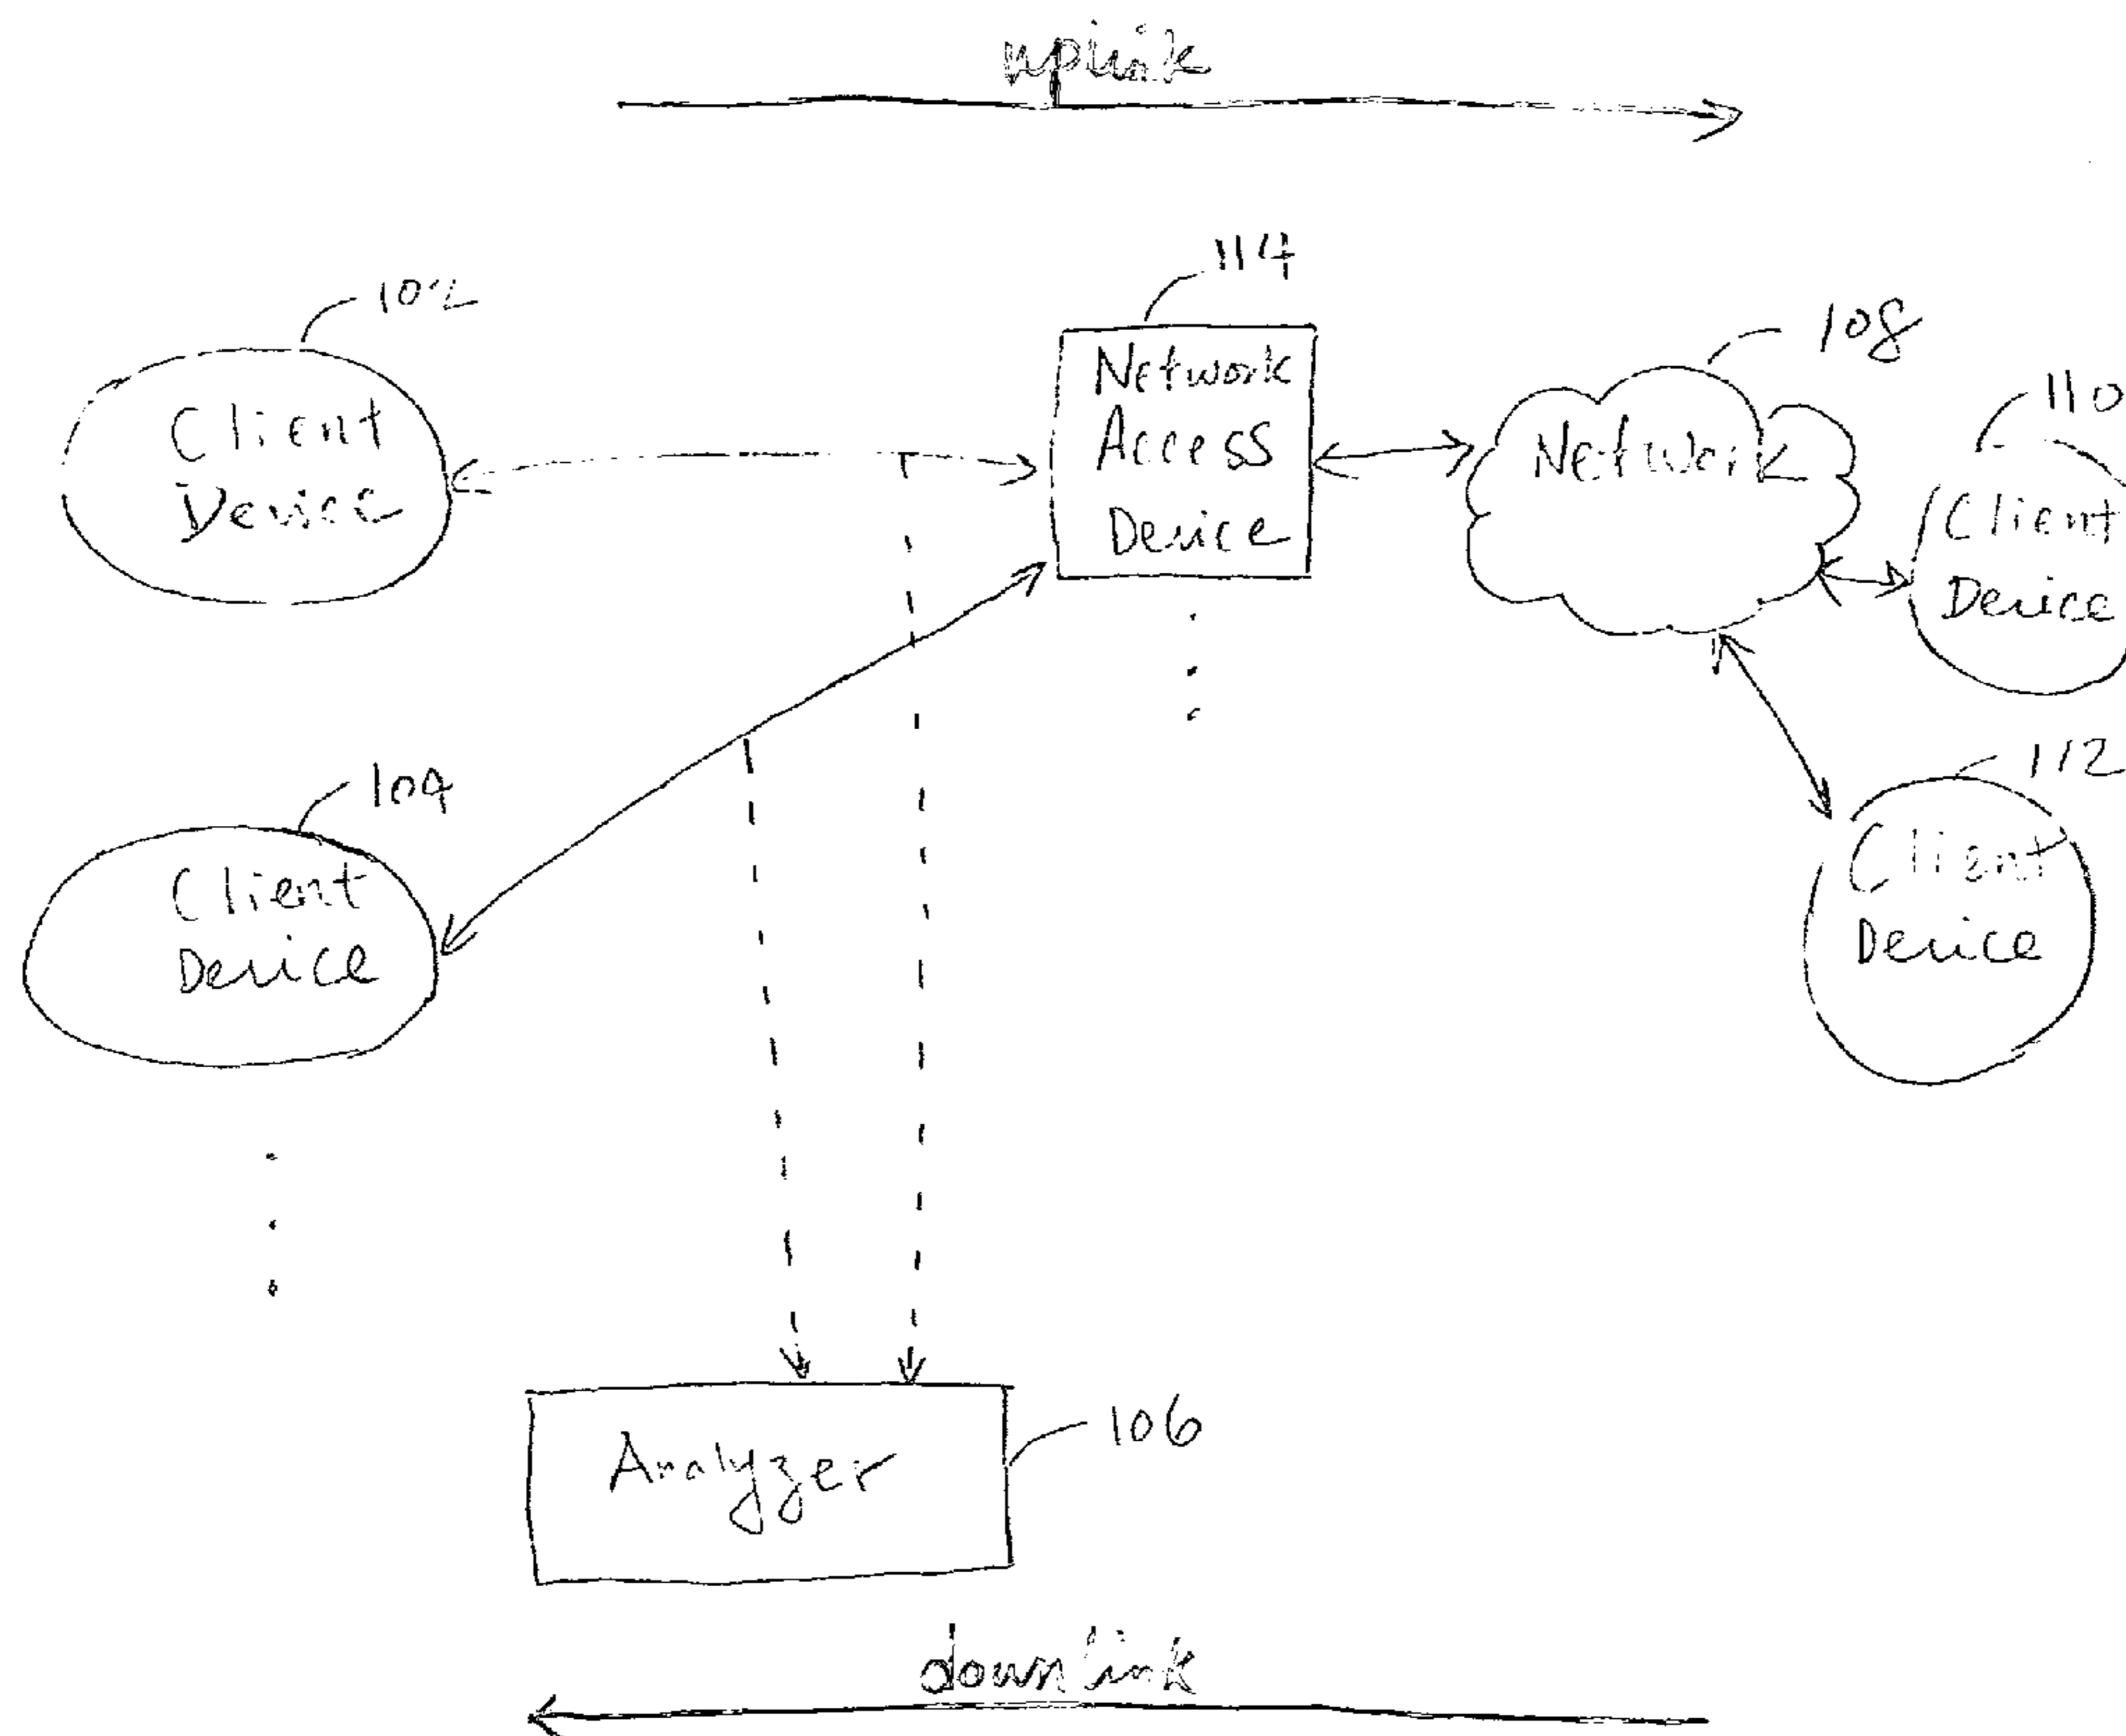 uplink
114
102
108
Network
Access
Device
110
Client
Device
Network
Client
Device
104
112
Client
Device
Client
Device
106
Analyzer
downlink